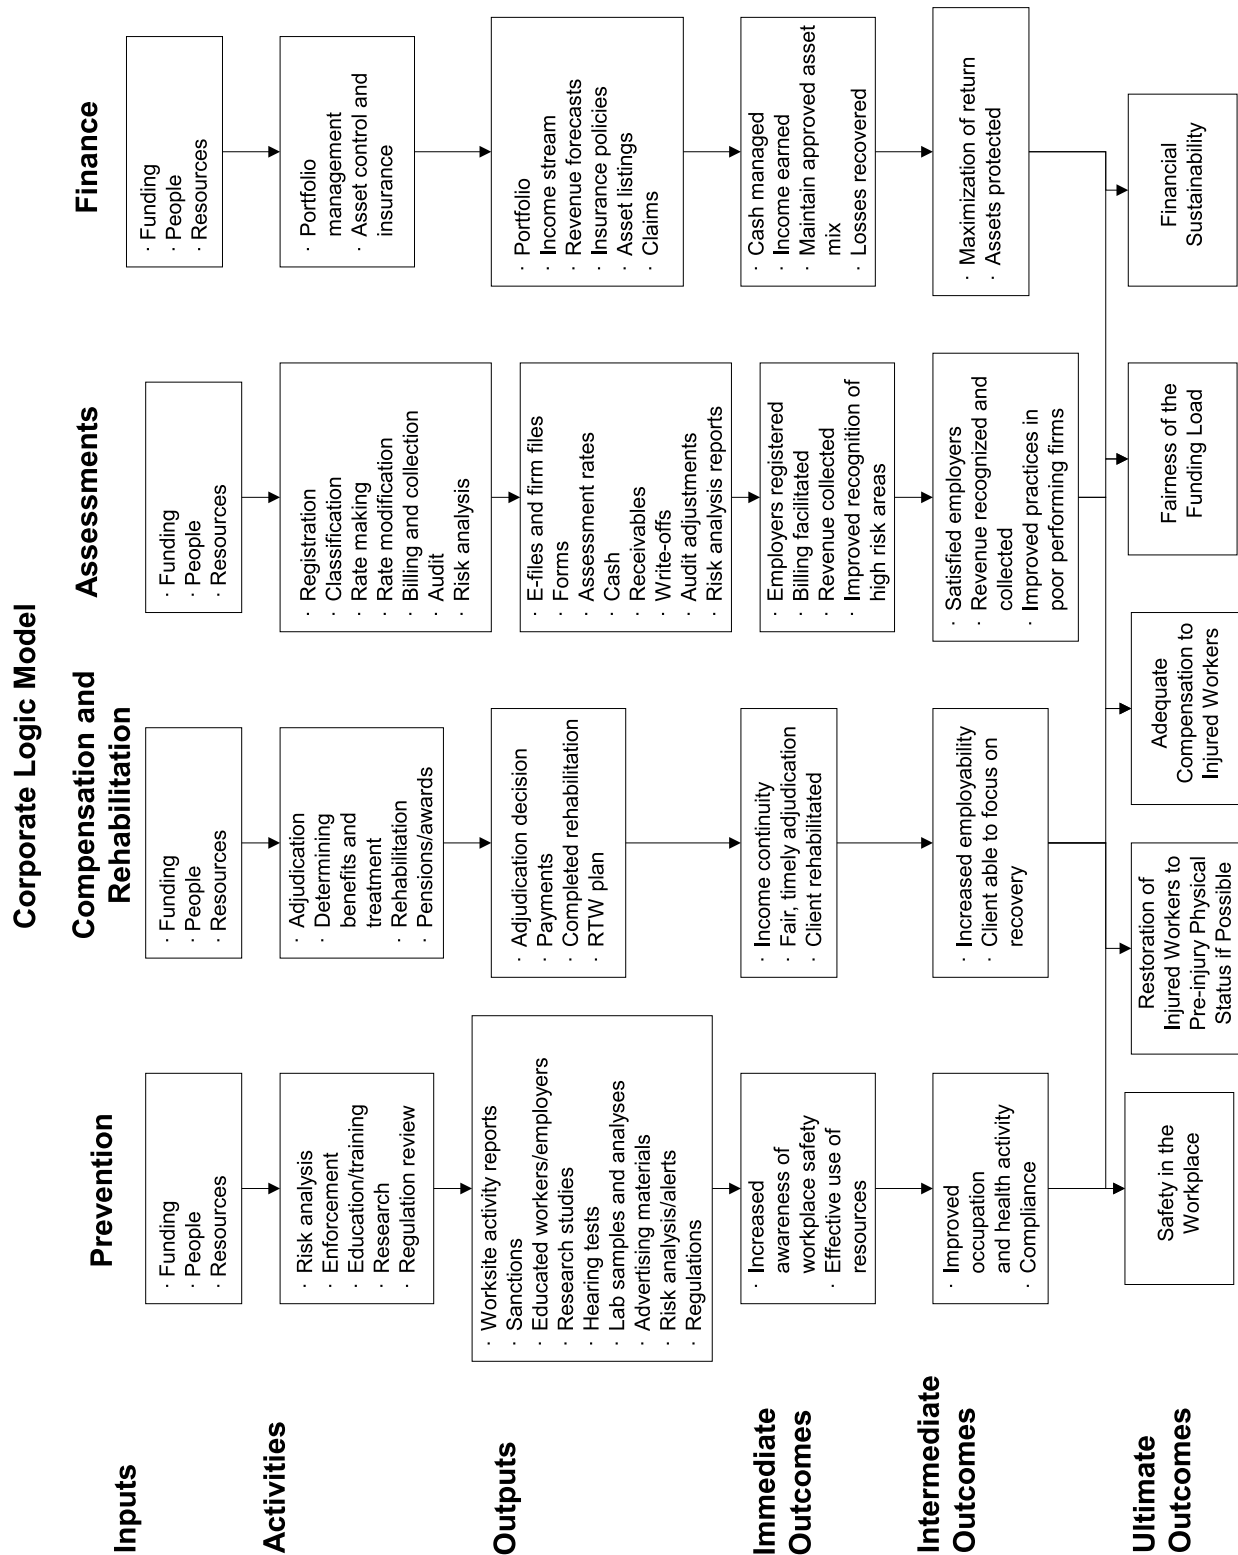 Corporate Logic Model
Prevention
Compensation and
Rehabilitation
Assessments
Finance
Inputs
· Funding
· People
· Resources
· Funding
· People
· Resources
· Funding
· People
· Resources
· Funding
· People
· Resources
Activities
· Risk analysis
· Enforcement
· Education/training
· Research
· Regulation review
· Adjudication
· Determining
benefits and
treatment
· Rehabilitation
· Pensions/awards
· Registration
· Classification
· Rate making
· Rate modification
· Billing and collection
· Audit
· Risk analysis
· Portfolio
management
· Asset control and
insurance
Outputs
· Worksite activity reports
· Sanctions
· Educated workers/employers
· Research studies
· Hearing tests
· Lab samples and analyses
· Advertising materials
· Risk analysis/alerts
· Regulations
· Adjudication decision
· Payments
· Completed rehabilitation
· RTW plan
· E-files and firm files
· Forms
· Assessment rates
· Cash
· Receivables
· Write-offs
· Audit adjustments
· Risk analysis reports
· Portfolio
· Income stream
· Revenue forecasts
· Insurance policies
· Asset listings
· Claims
Immediate
Outcomes
· Increased
awareness of
workplace safety
· Effective use of
resources
· Income continuity
· Fair, timely adjudication
· Client rehabilitated
· Employers registered
· Billing facilitated
· Revenue collected
· Improved recognition of
high risk areas
· Cash managed
· Income earned
· Maintain approved asset
mix
· Losses recovered
Intermediate
Outcomes
· Improved
occupation
and health activity
· Compliance
· Increased employability
· Client able to focus on
recovery
· Satisfied employers
· Revenue recognized and
collected
· Improved practices in
poor performing firms
· Maximization of return
· Assets protected
Ultimate
Outcomes
Safety in the
Workplace
Restoration of
Injured Workers to
Pre-injury Physical
Status if Possible
Adequate
Compensation to
Injured Workers
Fairness of the
Funding Load
Financial
Sustainability